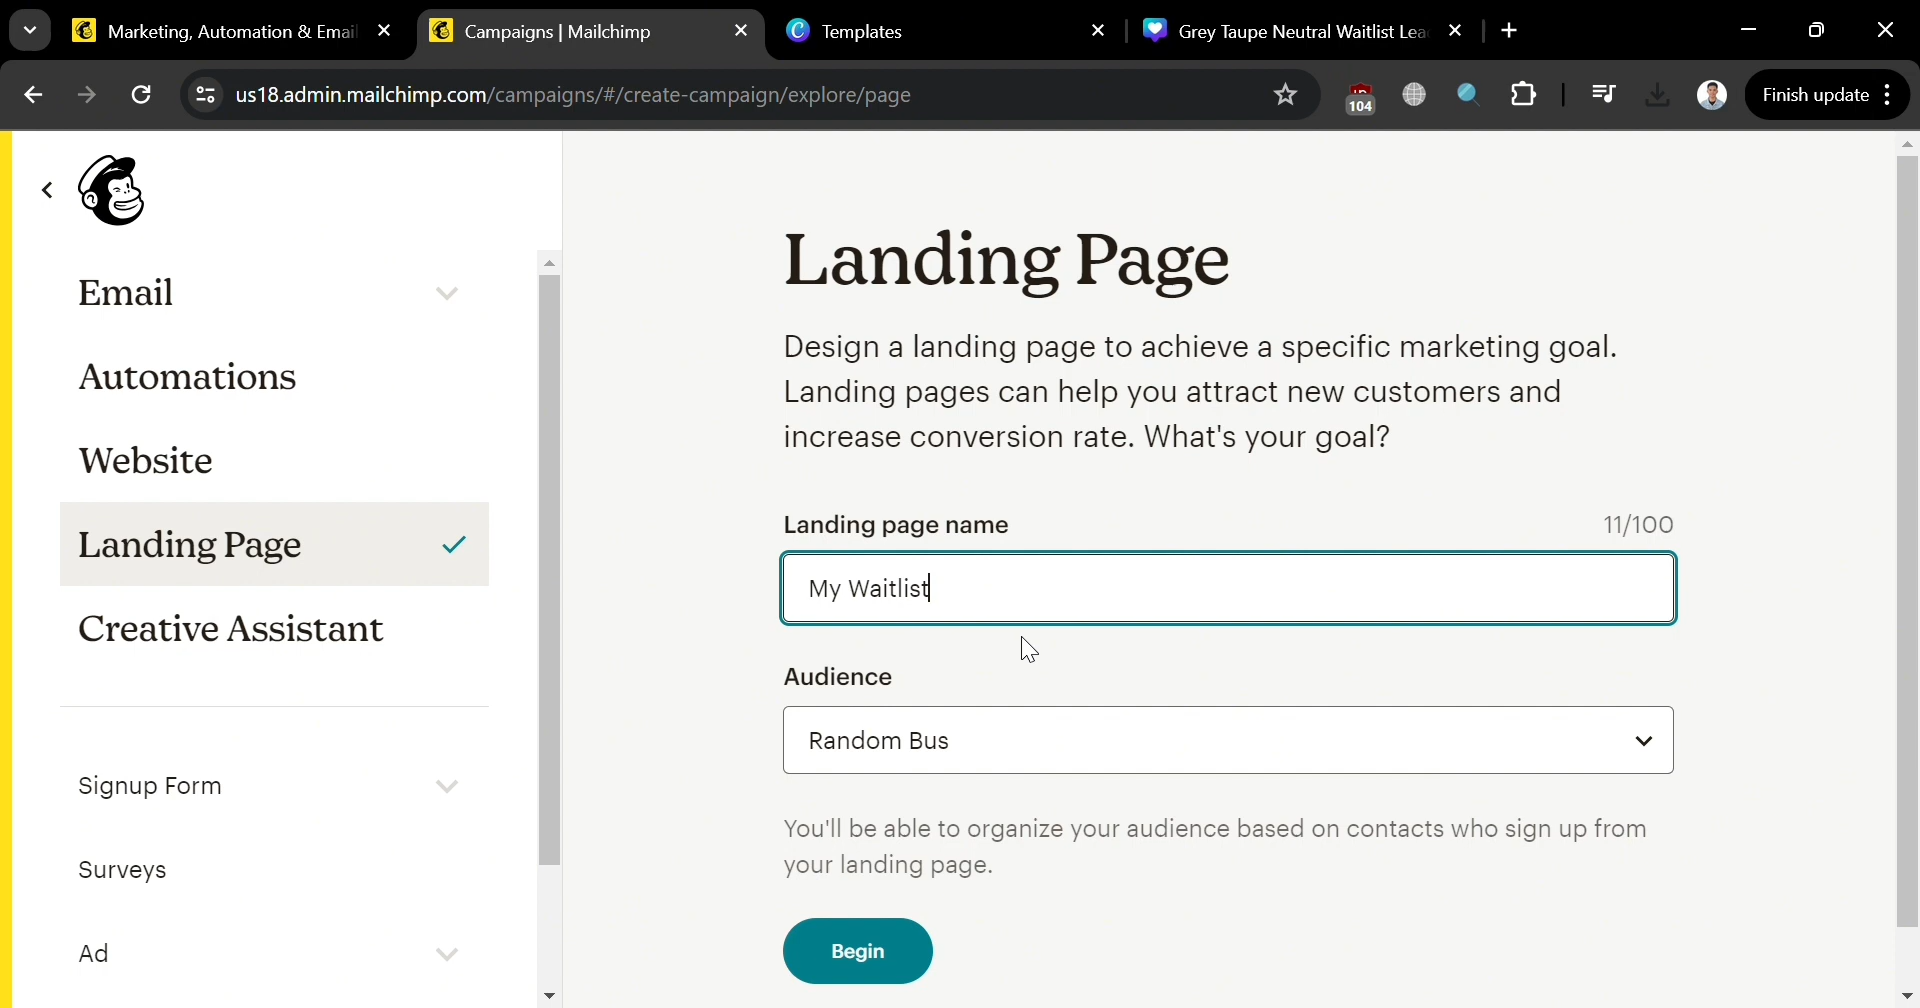 Marketing, Automation & Email
Campaigns | Mailchimp
Templates
Grey Taupe Neutral Waitlist Lea
us18.admin.mailchimp.com/campaigns/#/create-campaign/explore/page
104
Finish update
Email
Automations
Website
Landing Page
Creative Assistant
Signup Form
Surveys
Ad
Landing Page
Design a landing page to achieve a specific marketing goal.
Landing pages can help you attract new customers and
increase conversion rate. What's your goal?
Landing page name
11/100
My Waitlist
Audience
Random Bus
You'll be able to organize your audience based on contacts who sign up from
your landing page.
Begin